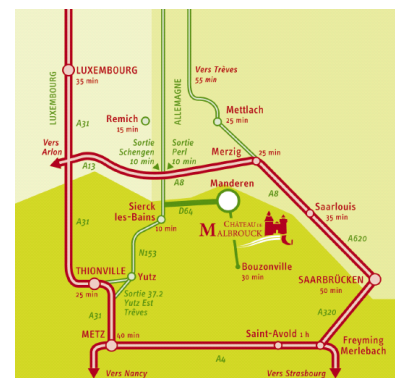 LUXEMBOURG
35 min
LUXEMBOURG
ALLEMAGNE
Vers Trèves
55 min
A31
Remich
15 min
Mettlach
25 min
Vers
Arlon
A13
Sortie
Schengen
10 min
Sortie
Perl
10 min
Merzig
25 min
A8
Manderen
A8
Sierck
les-Bains
10 min
D64
CHÂTEAU DE
MALBROUCK
Saarlouis
35 min
A31
N153
A620
Bouzonville
30 min
THIONVILLE
25 min
Yutz
SAARBRÜCKEN
50 min
Sortie 37.2
Yutz Est
Trèves
A31
A320
METZ
40 min
Saint-Avold 1 h
Freyming
Merlebach
A4
Vers Nancy
Vers Strasbourg